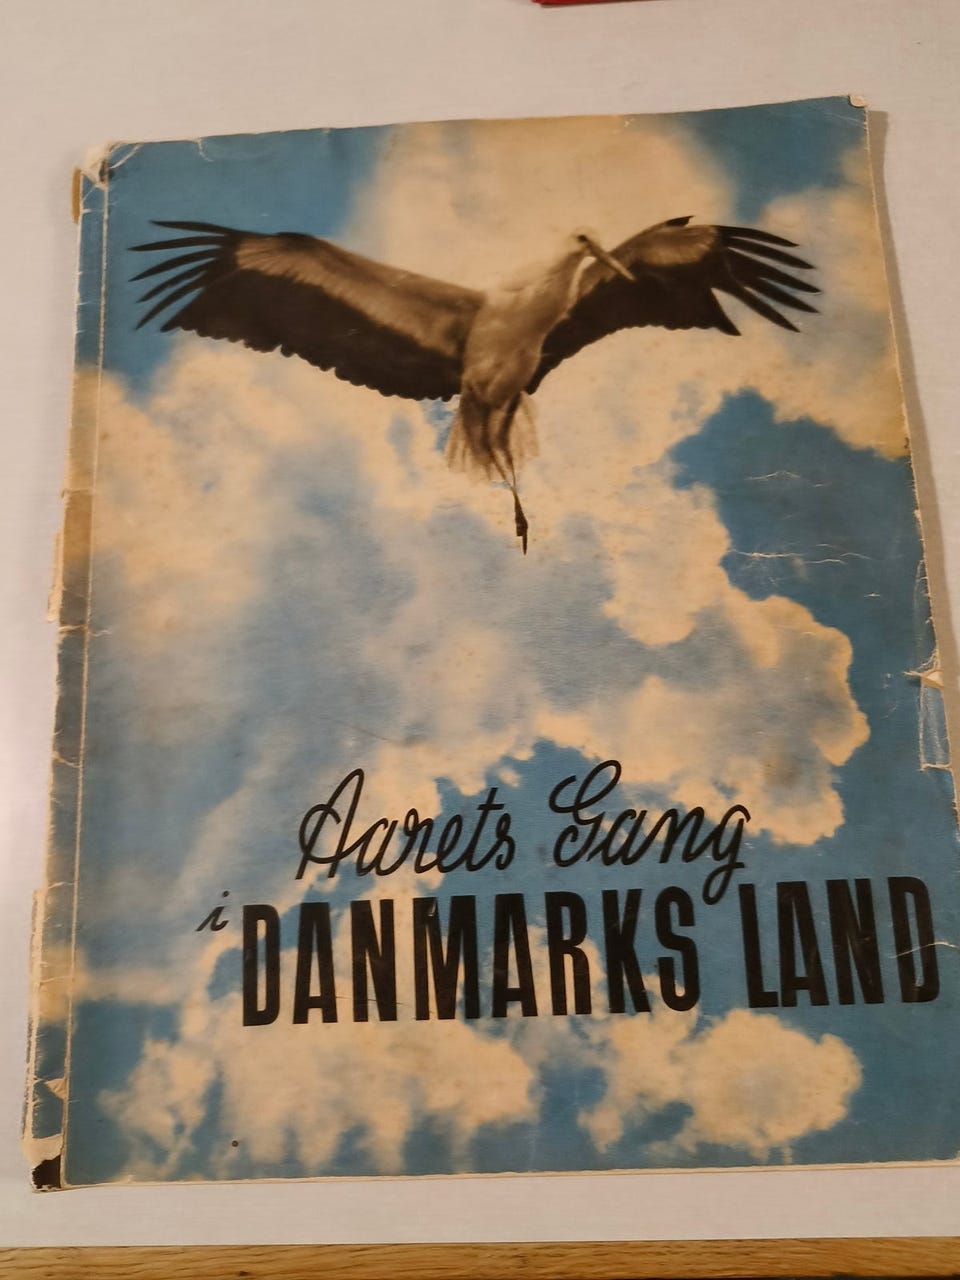 Aarets Gang
i DANMARKS LAND